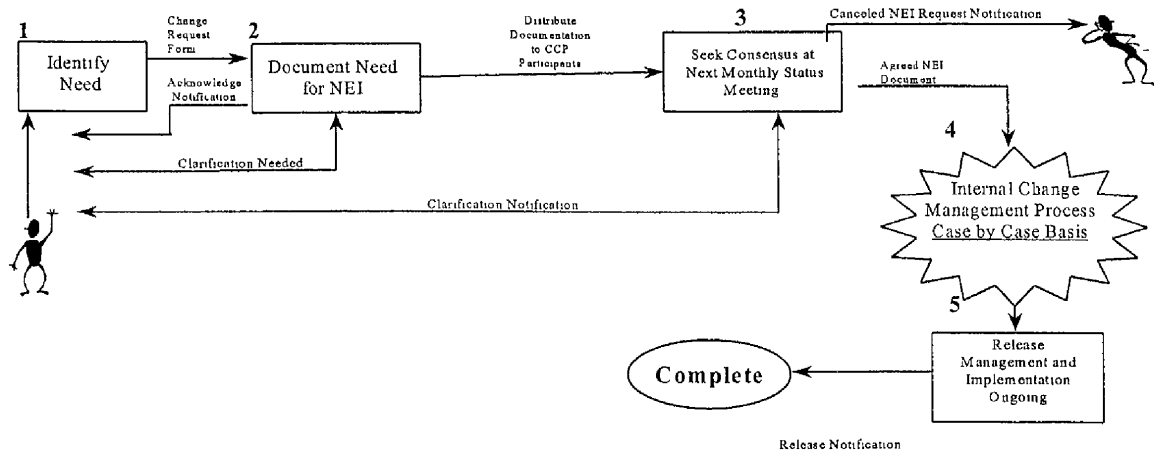 1
Identify
Need
Change
Request
Form
Acknowledge
Notification
2
Document Need
for NEI
Clarification Needed
Clarification Notification
Distribute
Documentation
to CCP
Participants
3
Seek Consensus at
Next Monthly Status
Meeting
Canceled NEI Request Notification
Agreed NEI
Document
4
Internal Change
Management Process
Case by Case Basis
5
Release
Management and
Implementation
Ongoing
Complete
Release Notification